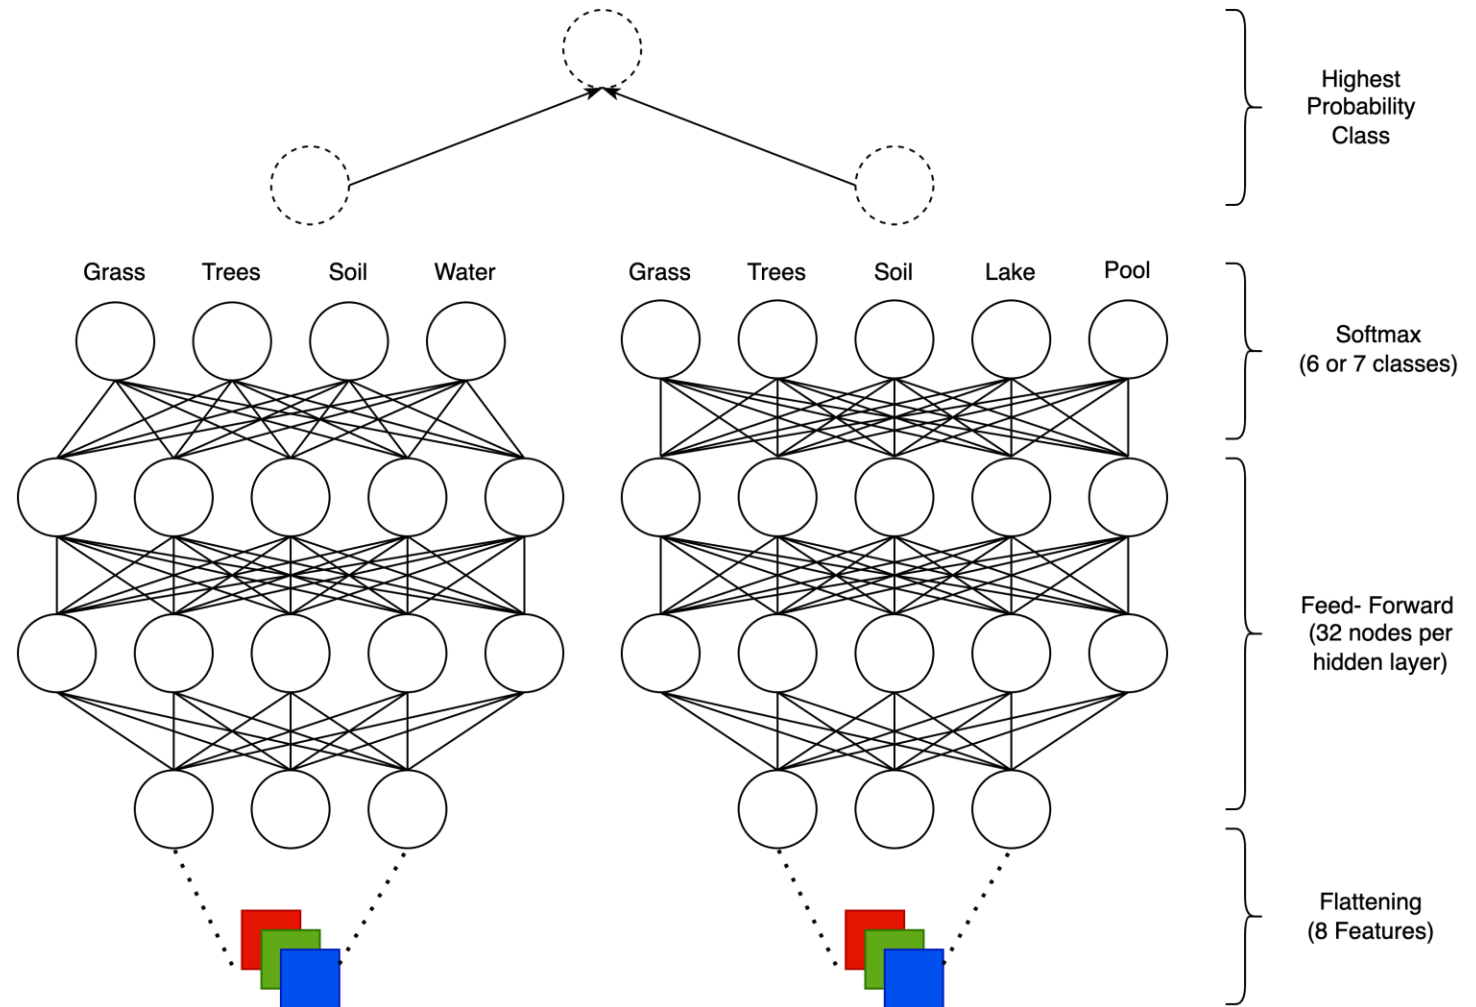 Highest
Probability
Class
Grass Trees Soil Water Grass Trees Soil Lake Pool
Softmax
(6 or 7 classes)
Feed- Forward
(32 nodes per
hidden layer)
Flattening
(8 Features)